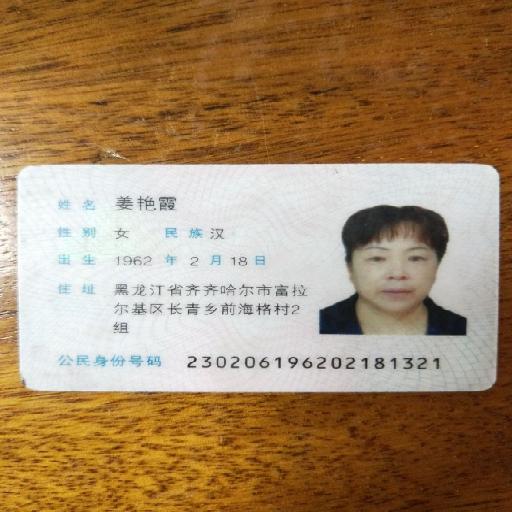 姓名 姜艳霞
性别 女 民族 汉
出生 1962 年 2 月 18 日
住址 黑龙江省齐齐哈尔市富拉
尔基区长青乡前海格村2
组
公民身份号码 230206196202181321